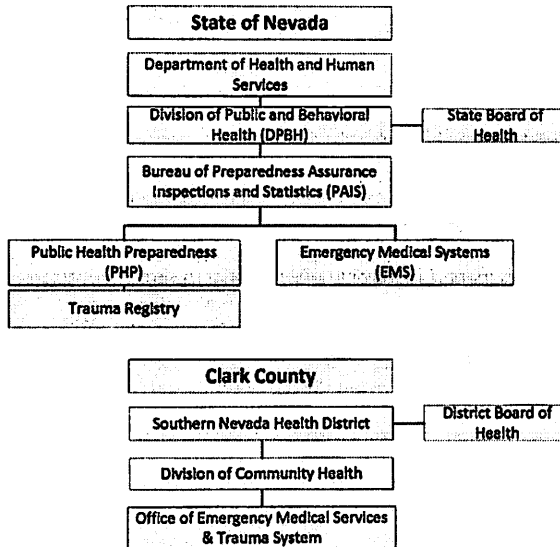 State of Nevada
Department of Health and Human
Services
Division of Public and Behavioral
Health (DPBH)
State Board of
Health
Bureau of Preparedness Assurance
Inspections and Statistics (PAIS)
Public Health Preparedness
(PHP)
Emergency Medical Systems
(EMS)
Trauma Registry
Clark County
Southern Nevada Health District
District Board of
Health
Division of Community Health
Office of Emergency Medical Services
& Trauma System